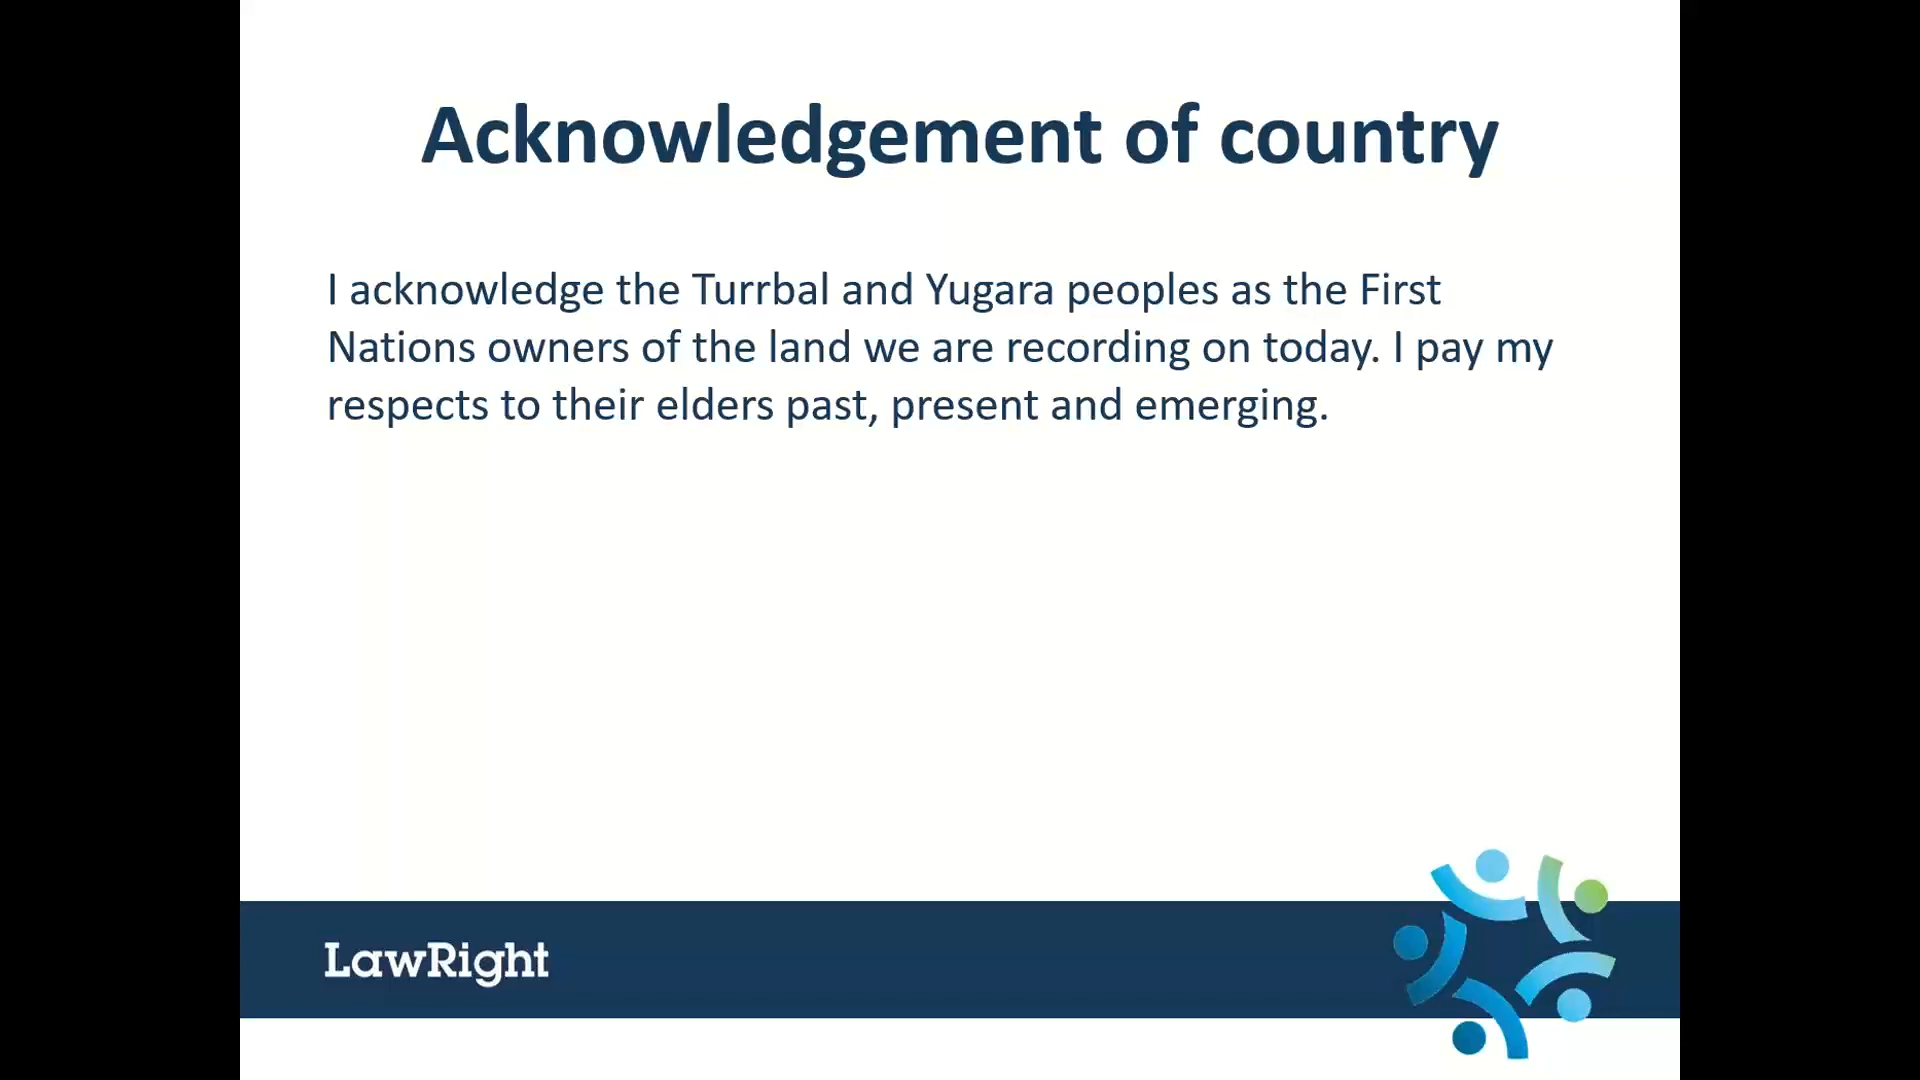 Acknowledgement of country
I acknowledge the Turrbal and Yugara peoples as the First
Nations owners of the land we are recording on today. I pay my
respects to their elders past, present and emerging.
LawRight